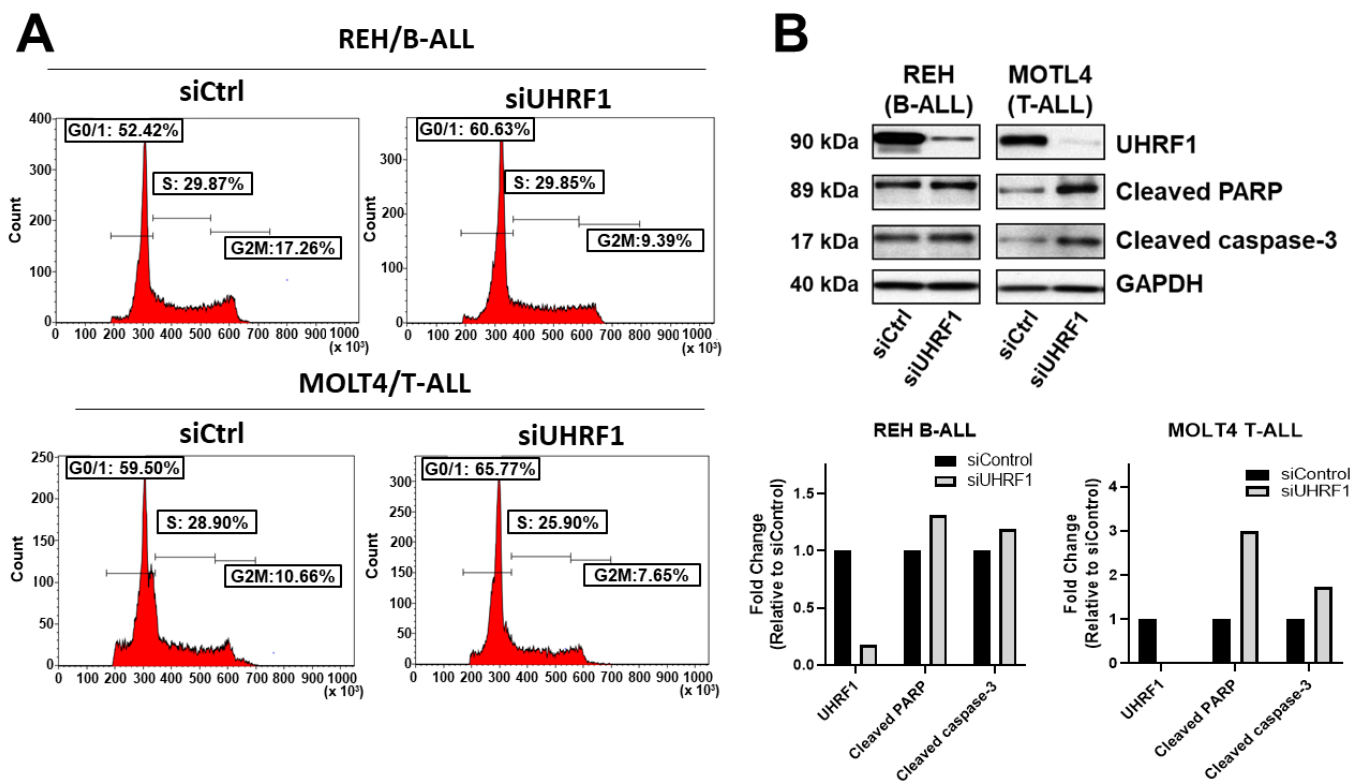 A
REH/B-ALL
siCtrl
siUHRF1
400
300
200
100
0
Count
G0/1: 52.42%
S: 29.87%
G2M:17.26%
0 100 200 300 400 500 600 700 800 900 1000
(x 10³)
300
200
100
0
Count
G0/1: 60.63%
S: 29.85%
G2M:9.39%
0 100 200 300 400 500 600 700 800 900 1000
(x 10³)
MOLT4/T-ALL
siCtrl
siUHRF1
250
200
150
100
50
0
Count
G0/1: 59.50%
S: 28.90%
G2M:10.66%
0 100 200 300 400 500 600 700 800 900 1000
(x 10³)
300
250
200
150
100
50
0
Count
G0/1: 65.77%
S: 25.90%
G2M:7.65%
0 100 200 300 400 500 600 700 800 900 1000
(x 10³)
B
REH
(B-ALL)
MOTL4
(T-ALL)
90 kDa
UHRF1
89 kDa
Cleaved PARP
17 kDa
Cleaved caspase-3
40 kDa
GAPDH
siCtrl
siUHRF1
siCtrl
siUHRF1
REH B-ALL
siControl
siUHRF1
Fold Change
(Relative to siControl)
1.5
1.0
0.5
0.0
UHRF1
Cleaved PARP
Cleaved caspase-3
MOLT4 T-ALL
siControl
siUHRF1
Fold Change
(Relative to siControl)
4
3
2
1
0
UHRF1
Cleaved PARP
Cleaved caspase-3